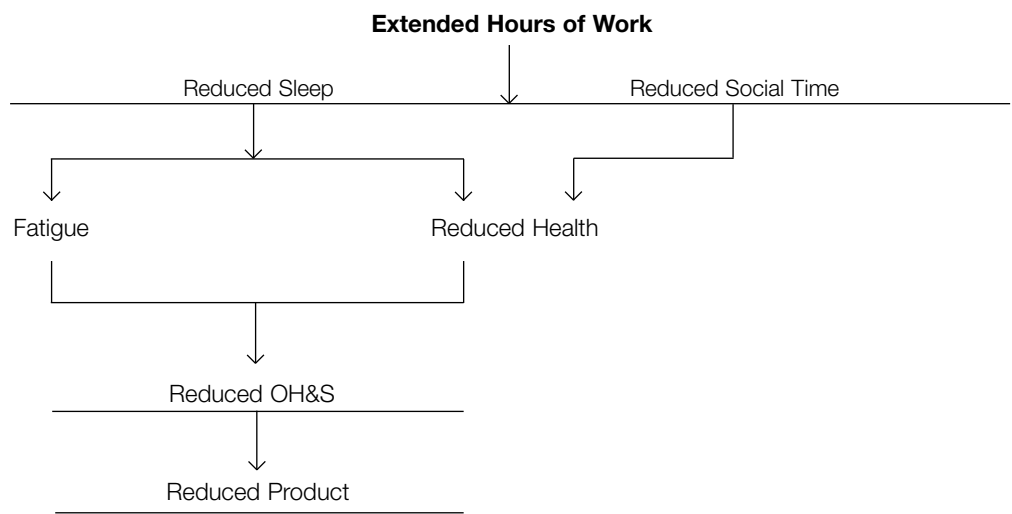 Extended Hours of Work
Reduced Sleep
Reduced Social Time
Fatigue
Reduced Health
Reduced OH&S
Reduced Product